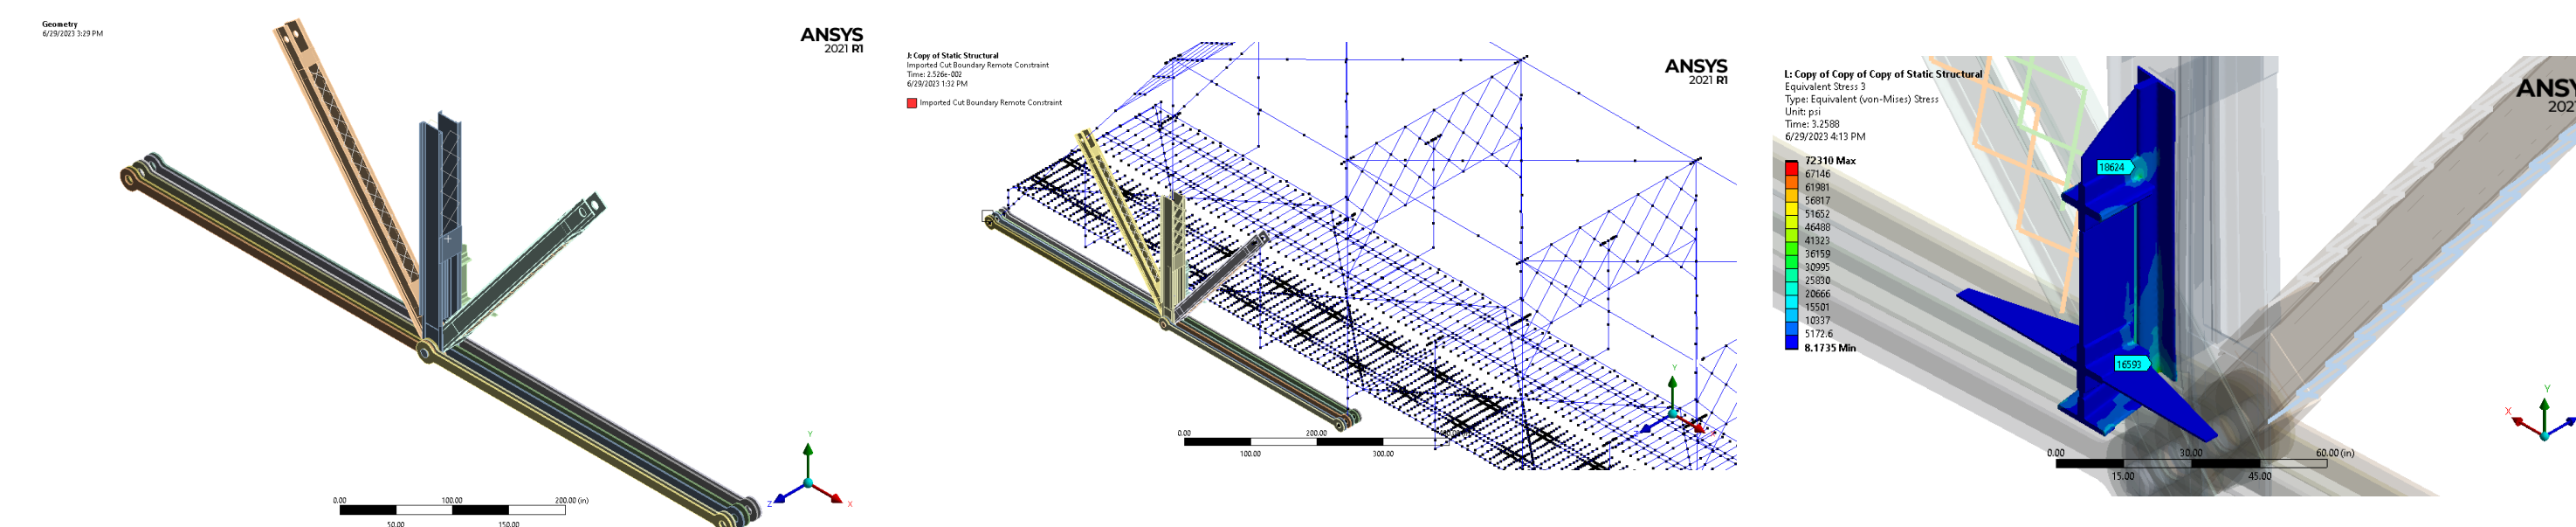 Geometry
6/29/2023 3:29 PM
ANSYS
2021 R1
0.00
100.00
200.00 (in)
50.00
150.00
Y
Z
X
J: Copy of Static Structural
Imported Cut Boundary Remote Constraint
Time: 2.526e-002
6/29/2023 1:32 PM
Imported Cut Boundary Remote Constraint
ANSYS
2021 R1
0.00
200.00
100.00
300.00
Y
L: Copy of Copy of Copy of Static Structural
Equivalent Stress 3
Type: Equivalent (von-Mises) Stress
Unit: psi
Time: 3.2588
6/29/2023 4:13 PM
72310 Max
67146
61981
56817
51652
46488
41323
36159
30995
25830
20666
15501
10337
5172.6
8.1735 Min
18624
16593
ANSY
202
0.00
30.00
60.00 (in)
15.00
45.00
Y
X